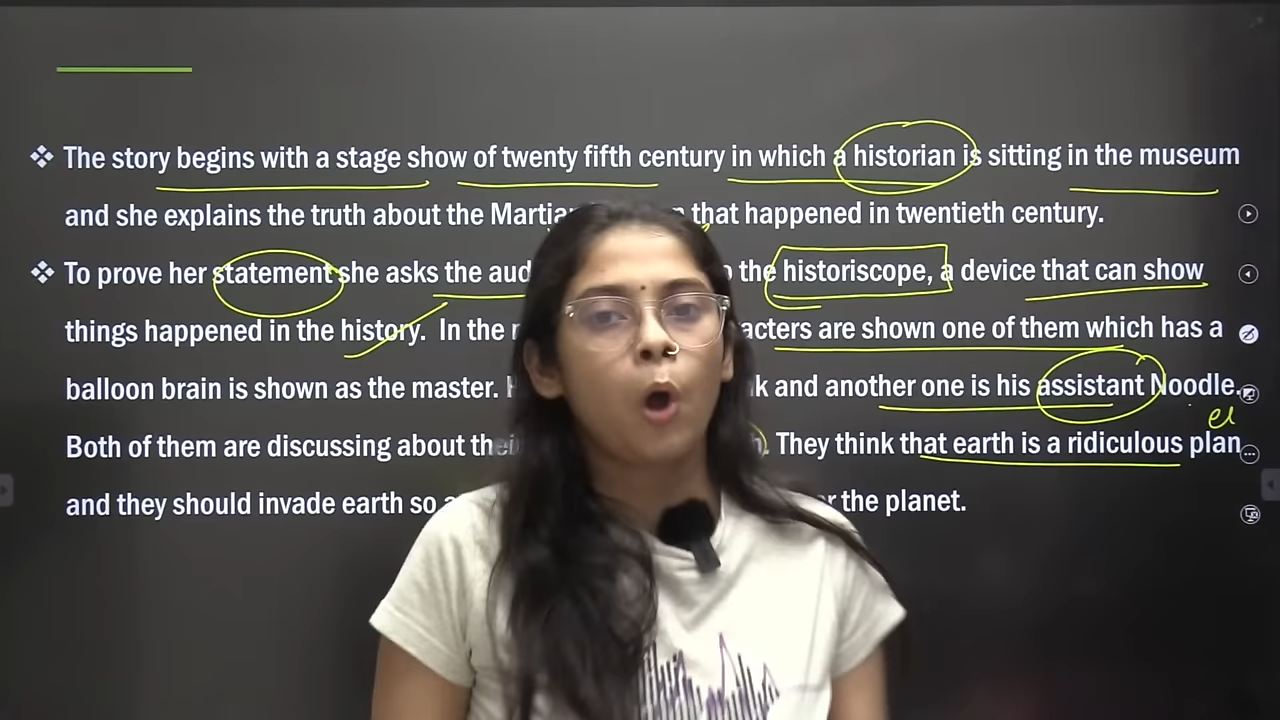 ❖ The story begins with a stage show of twenty fifth century in which a historian is sitting in the museum
and she explains the truth about the that happened in twentieth century.
❖ To prove her statement she asks the the historiscope, a device that can show
things happened in the history. In the are shown one of them which has a
balloon brain is shown as the master. and another one is his assistant Noodle.
Both of them are discussing about They think that earth is a ridiculous plan
et
and they should invade earth so the planet.